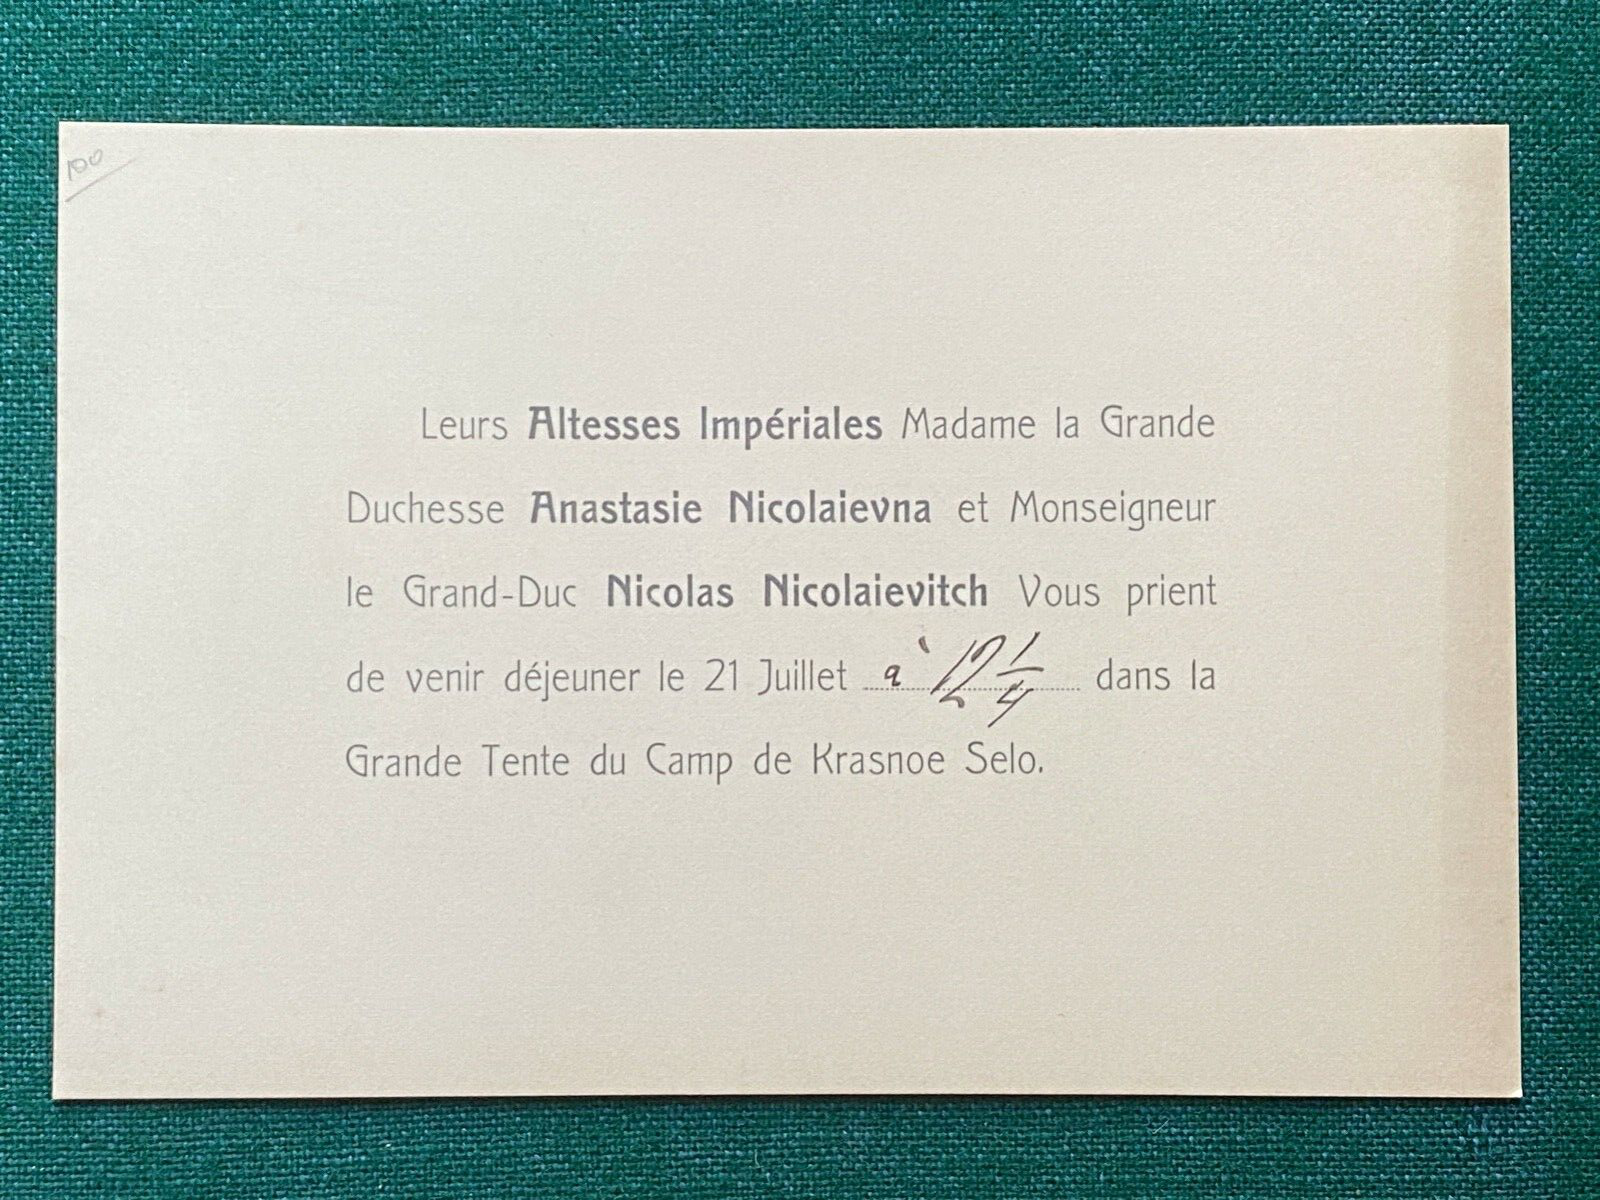 100
Leurs Altesses Impériales Madame la Grande
Duchesse Anastasie Nicolaievna et Monseigneur
le Grand-Duc Nicolas Nicolaievitch Vous prient
de venir déjeuner le 21 Juillet à 12 1/4 dans la
Grande Tente du Camp de Krasnoe Selo.